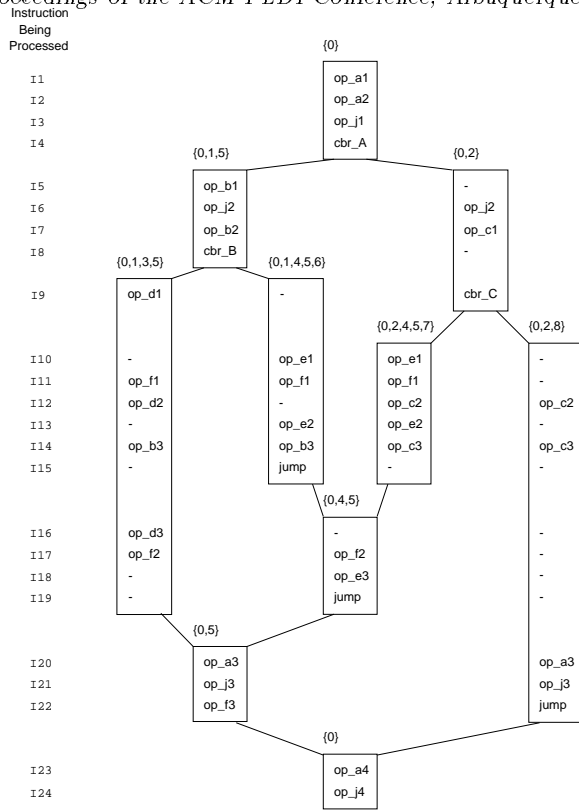 oceedings of the ACM PLDI Conference, Albuquerque
Instruction
Being
Processed
{0}
I1 op_a1
I2 op_a2
I3 op_j1
I4 cbr_A
{0,1,5} {0,2}
I5 op_b1 -
I6 op_j2 op_j2
I7 op_b2 op_c1
I8 cbr_B -
{0,1,3,5} {0,1,4,5,6}
I9 op_d1 - cbr_C
{0,2,4,5,7} {0,2,8}
I10 - op_e1 op_e1 -
I11 op_f1 op_f1 op_f1 -
I12 op_d2 - op_c2 op_c2
I13 - op_e2 op_e2 -
I14 op_b3 op_b3 op_c3 op_c3
I15 - jump - -
{0,4,5}
I16 op_d3 - -
I17 op_f2 op_f2 -
I18 - op_e3 -
I19 - jump -
{0,5}
I20 op_a3 op_a3
I21 op_j3 op_j3
I22 op_f3 jump
{0}
I23 op_a4
I24 op_j4